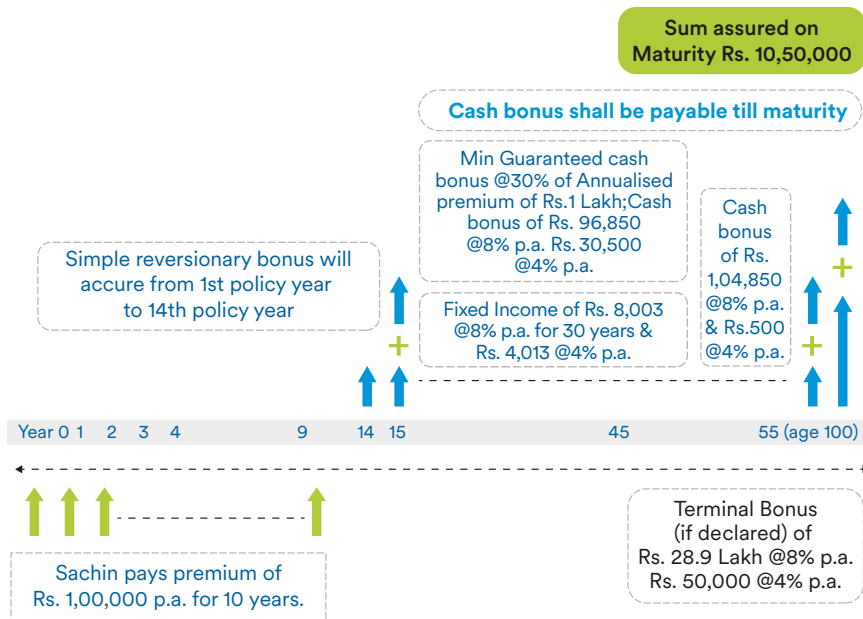 Sum assured on
Maturity Rs. 10,50,000
Cash bonus shall be payable till maturity
Min Guaranteed cash
bonus @30% of Annualised
premium of Rs.1 Lakh;Cash
bonus of Rs. 96,850
@8% p.a. Rs. 30,500
@4% p.a.
Cash
bonus
of Rs.
1,04,850
@8% p.a.
& Rs.500
@4% p.a.
Simple reversionary bonus will
accure from 1st policy year
to 14th policy year
Fixed Income of Rs. 8,003
@8% p.a. for 30 years &
Rs. 4,013 @4% p.a.
+
+
+
Year 0 1 2 3 4 9 14 15 45 55 (age 100)
Sachin pays premium of
Rs. 1,00,000 p.a. for 10 years.
Terminal Bonus
(if declared) of
Rs. 28.9 Lakh @8% p.a.
Rs. 50,000 @4% p.a.